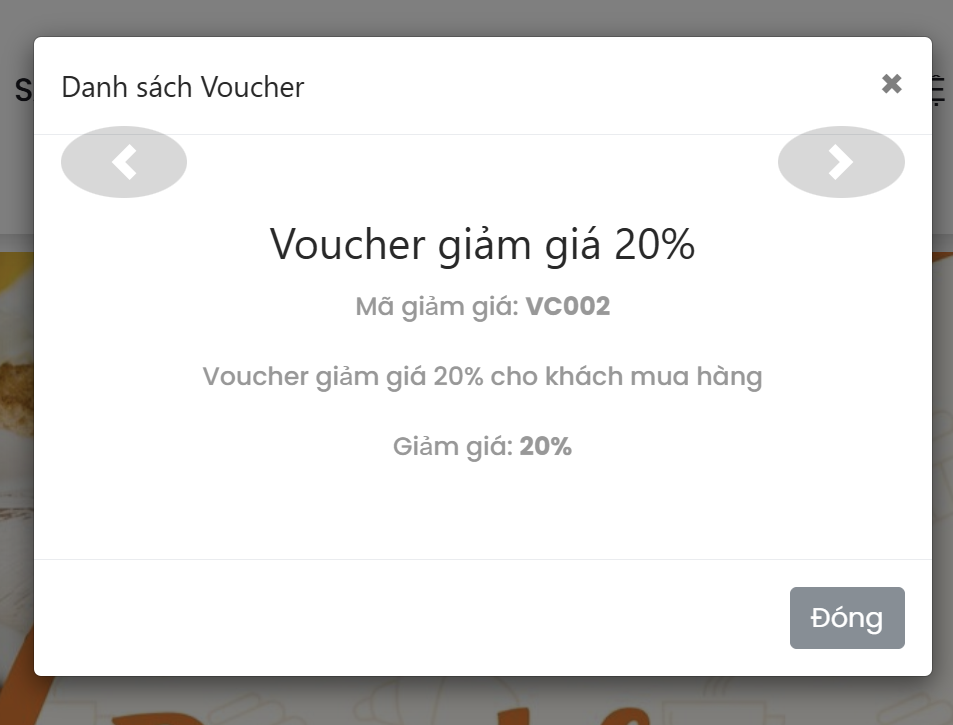 Danh sách Voucher
Voucher giảm giá 20%
Mã giảm giá: VC002
Voucher giảm giá 20% cho khách mua hàng
Giảm giá: 20%
Đóng